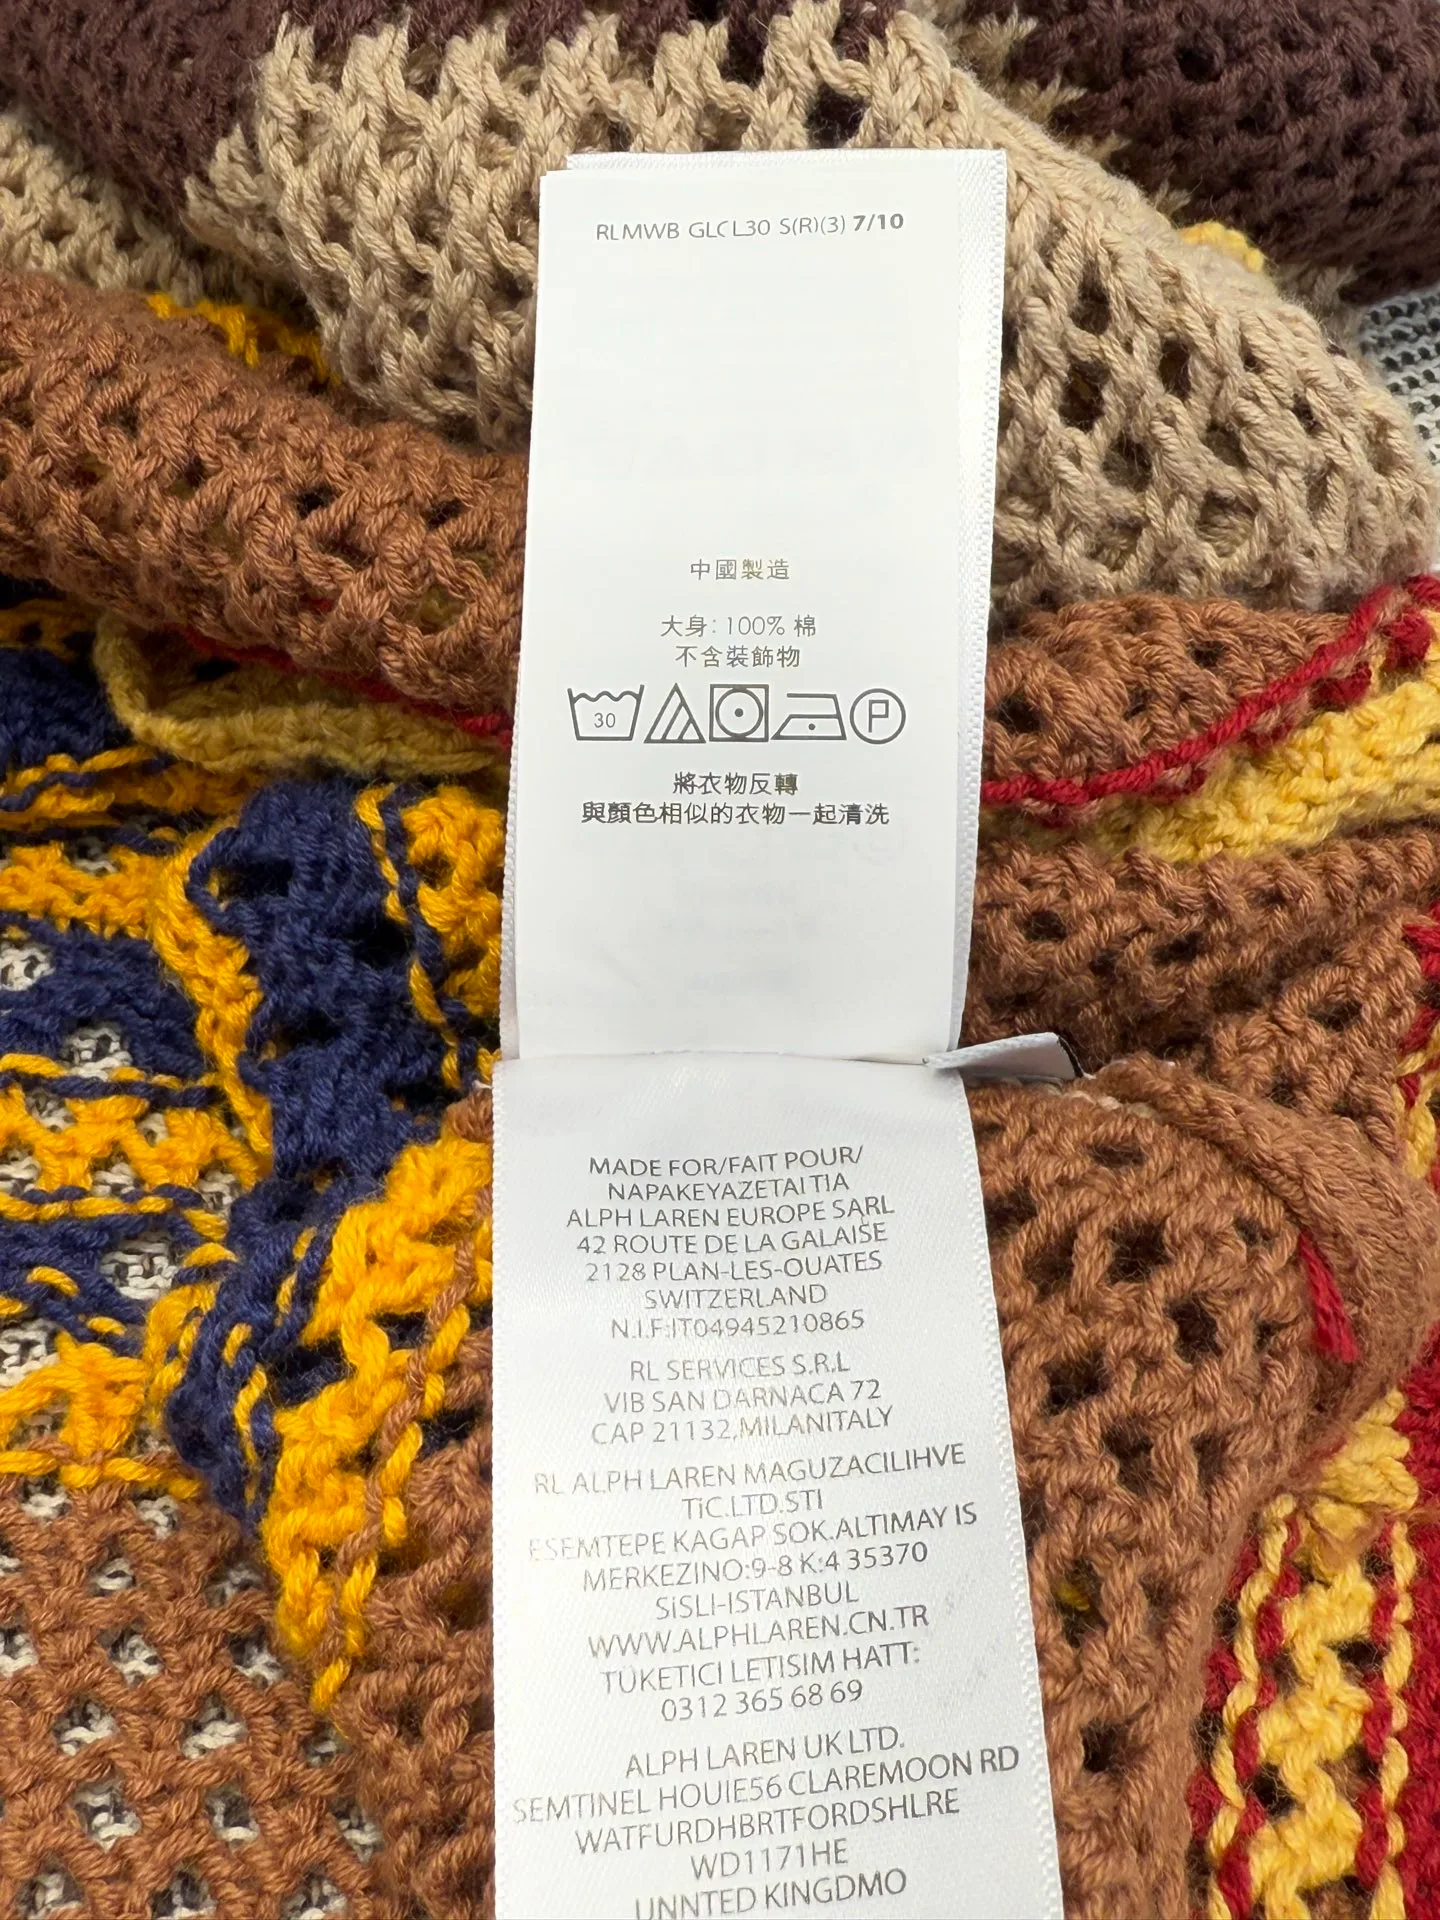 RLMWB GLCL30 S(R)(3) 7/10
中國製造
大身: 100% 棉
不含裝飾物
30
P
將衣物反轉
與顏色相似的衣物一起清洗
MADE FOR/FAIT POUR/
NAPAKEYAZETAITIA
ALPH LAREN EUROPE SARL
42 ROUTE DE LA GALAISE
2128 PLAN-LES-OUATES
SWITZERLAND
N.I.F:IT04945210865
RL SERVICES S.R.L
VIB SAN DARNACA 72
CAP 21132,MILANITALY
RL ALPH LAREN MAGUZACILIHVE
TiC.LTD.STI
ESEMTEPE KAGAP SOK.ALTIMAY IS
MERKEZINO:9-8 K:4 35370
SiSLI-ISTANBUL
WWW.ALPHLAREN.CN.TR
TUKETICI LETISIM HATT:
0312 365 68 69
ALPH LAREN UK LTD.
SEMTINEL HOUIE56 CLAREMOON RD
WATFURDHBRTFORDSHLRE
WD1171HE
UNNTED KINGDMO